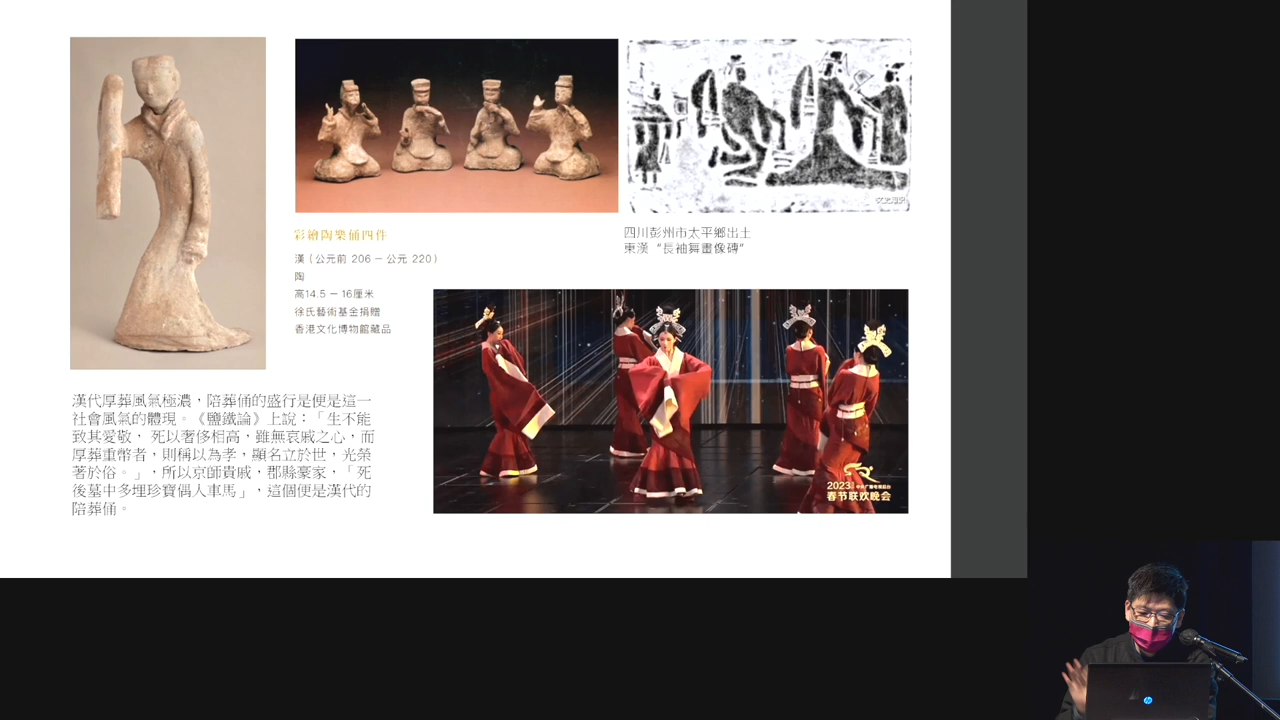 彩繪陶樂俑四件
漢（公元前 206 – 公元 220）
陶
高14.5 – 16厘米
徐氏藝術基金捐贈
香港文化博物館藏品
四川彭州市太平鄉出土
東漢“長袖舞畫像磚”
漢代厚葬風氣極濃，陪葬俑的盛行是便是這一
社會風氣的體現。《鹽鐵論》上說：「生不能
致其愛敬， 死以奢侈相高，雖無哀戚之心，而
厚葬重幣者，則稱以為孝，顯名立於世，光榮
著於俗。」，所以京師貴戚，郡縣豪家，「死
後墓中多埋珍寶偶人車馬」，這個便是漢代的
陪葬俑。
2023
春节联欢晚会
hp